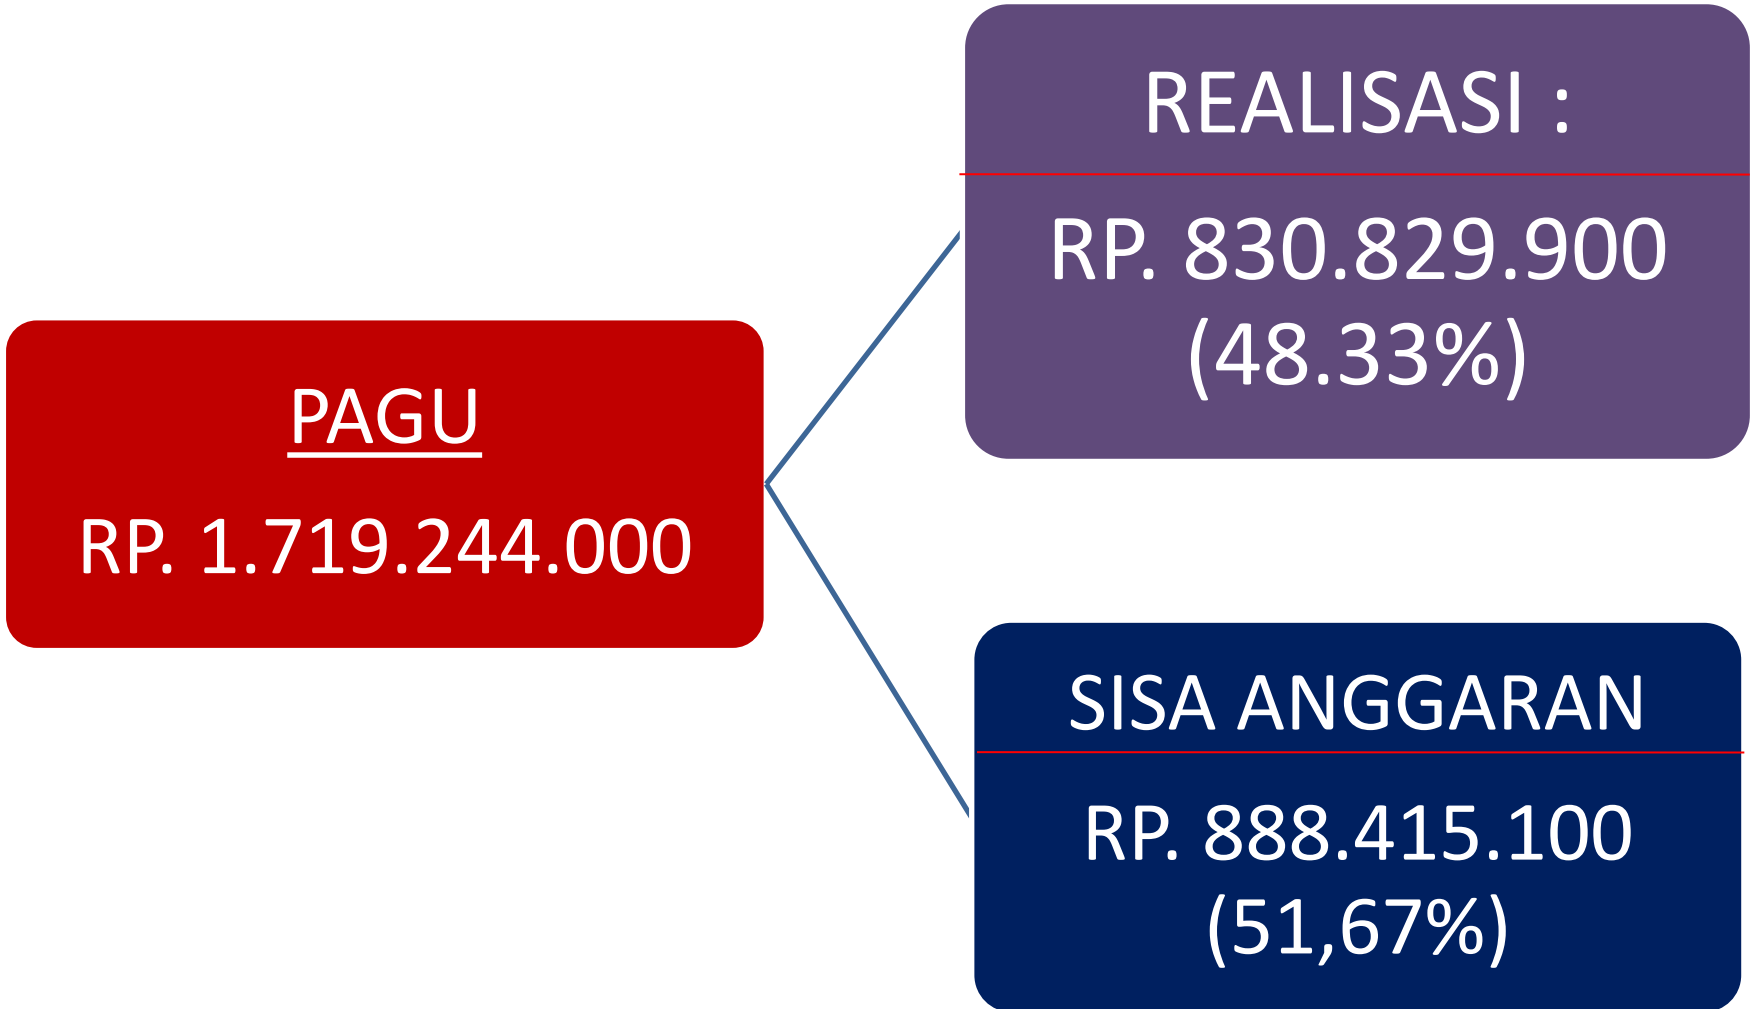 PAGU
RP. 1.719.244.000
REALISASI :
RP. 830.829.900
(48.33%)
SISA ANGGARAN
RP. 888.415.100
(51,67%)